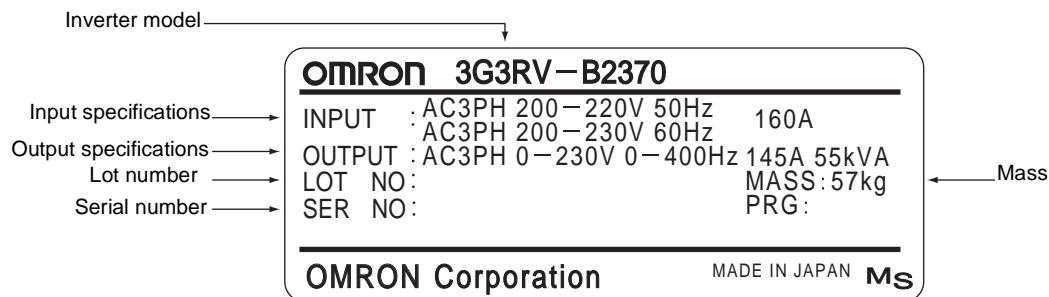 Inverter model
OMRON 3G3RV－B2370
Input specifications
INPUT : AC3PH 200－220V 50Hz 160A
AC3PH 200－230V 60Hz
Output specifications
OUTPUT : AC3PH 0－230V 0－400Hz 145A 55kVA
Lot number
LOT NO : MASS : 57kg
Mass
Serial number
SER NO : PRG :
OMRON Corporation MADE IN JAPAN Ms